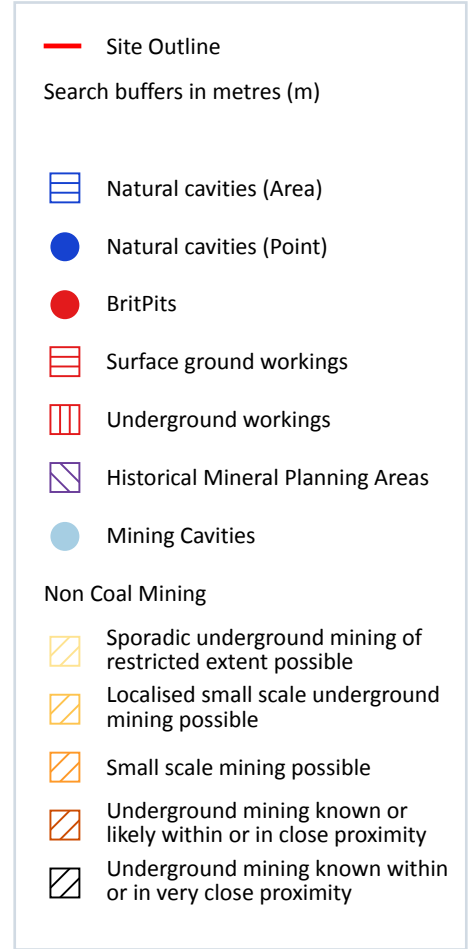 Site Outline
Search buffers in metres (m)
Natural cavities (Area)
Natural cavities (Point)
BritPits
Surface ground workings
Underground workings
Historical Mineral Planning Areas
Mining Cavities
Non Coal Mining
Sporadic underground mining of
restricted extent possible
Localised small scale underground
mining possible
Small scale mining possible
Underground mining known or
likely within or in close proximity
Underground mining known within
or in very close proximity